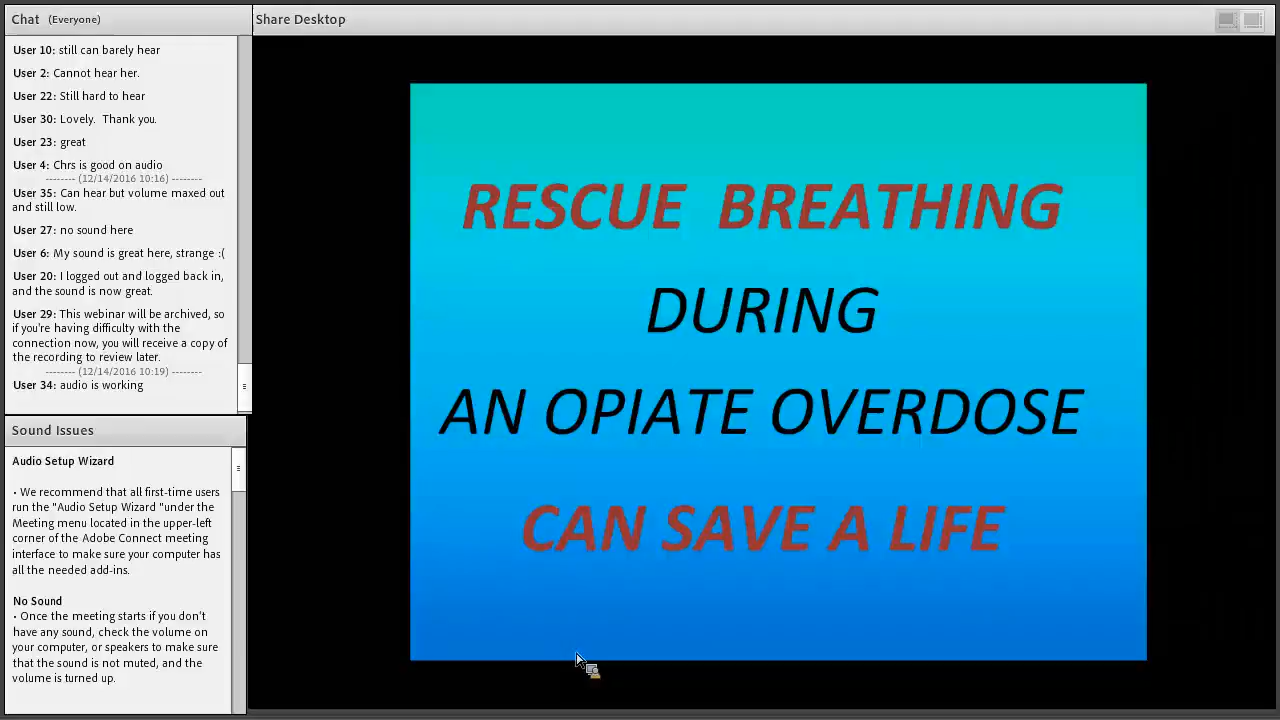 Chat (Everyone)
User 10: still can barely hear
User 2: Cannot hear her.
User 22: Still hard to hear
User 30: Lovely.  Thank you.
User 23: great
User 4: Chrs is good on audio
-------- (12/14/2016 10:16) --------
User 35: Can hear but volume maxed out
and still low.
User 27: no sound here
User 6: My sound is great here, strange :(
User 20: I logged out and logged back in,
and the sound is now great.
User 29: This webinar will be archived, so
if you're having difficulty with the
connection now, you will receive a copy of
the recording to review later.
-------- (12/14/2016 10:19) --------
User 34: audio is working
Sound Issues
Audio Setup Wizard
• We recommend that all first-time users
run the "Audio Setup Wizard "under the
Meeting menu located in the upper-left
corner of the Adobe Connect meeting
interface to make sure your computer has
all the needed add-ins.
No Sound
• Once the meeting starts if you don't
have any sound, check the volume on
your computer, or speakers to make sure
that the sound is not muted, and the
volume is turned up.
Share Desktop
RESCUE  BREATHING
DURING
AN OPIATE OVERDOSE
CAN SAVE A LIFE